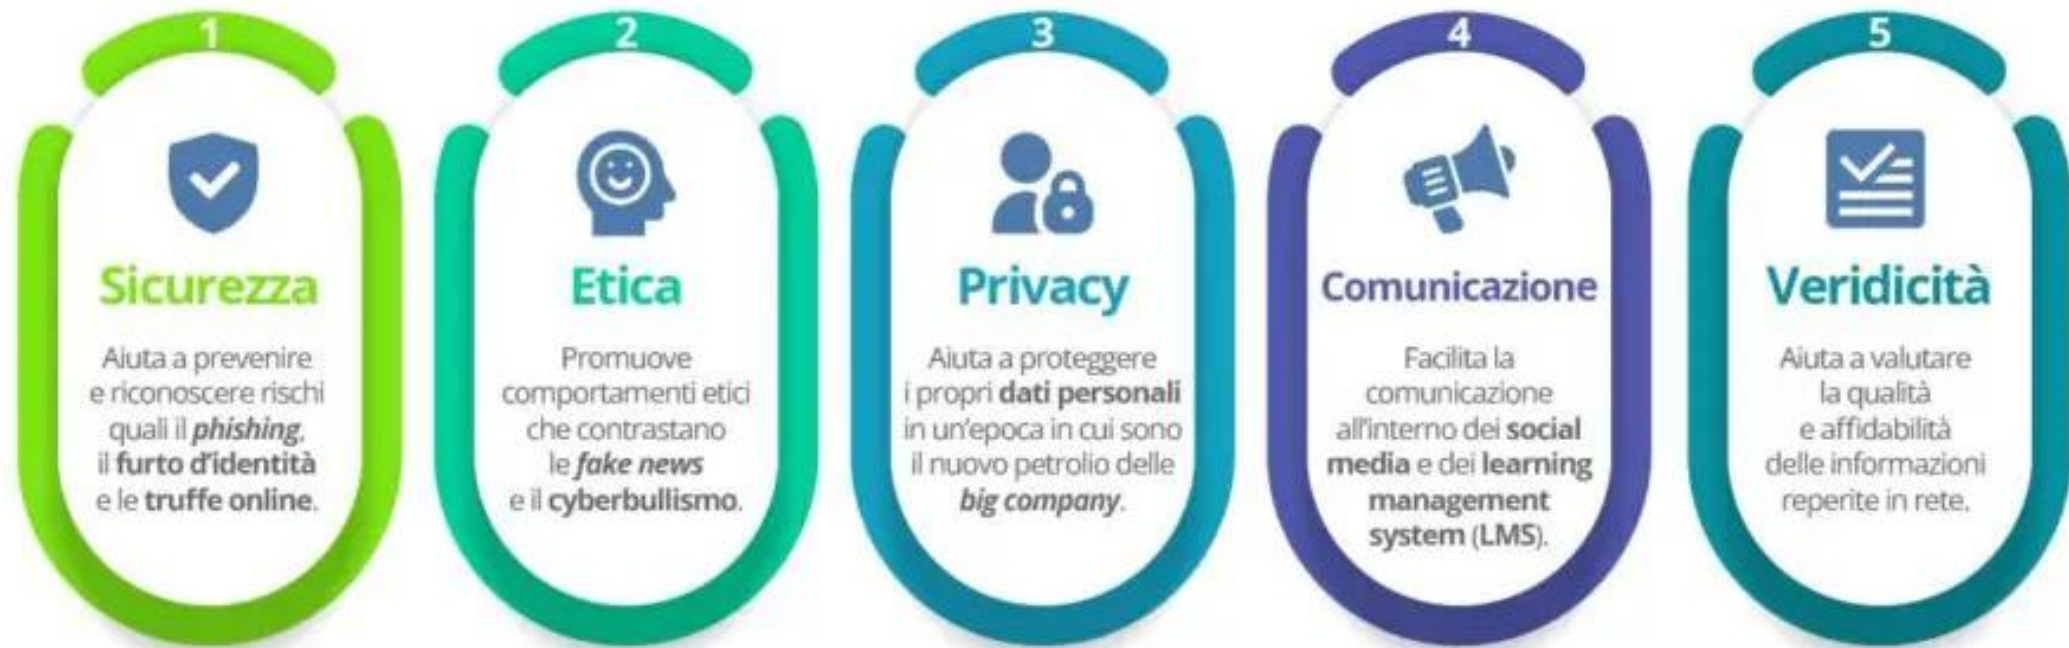 1
Sicurezza
Aiuta a prevenire
e riconoscere rischi
quali il phishing,
il furto d'identità
e le truffe online.
2
Etica
Promuove
comportamenti etici
che contrastano
le fake news
e il cyberbullismo.
3
Privacy
Aiuta a proteggere
i propri dati personali
in un'epoca in cui sono
il nuovo petrolio delle
big company.
4
Comunicazione
Facilita la
comunicazione
all'interno dei social
media e dei learning
management
system (LMS).
5
Veridicità
Aiuta a valutare
la qualità
e affidabilità
delle informazioni
reperite in rete.